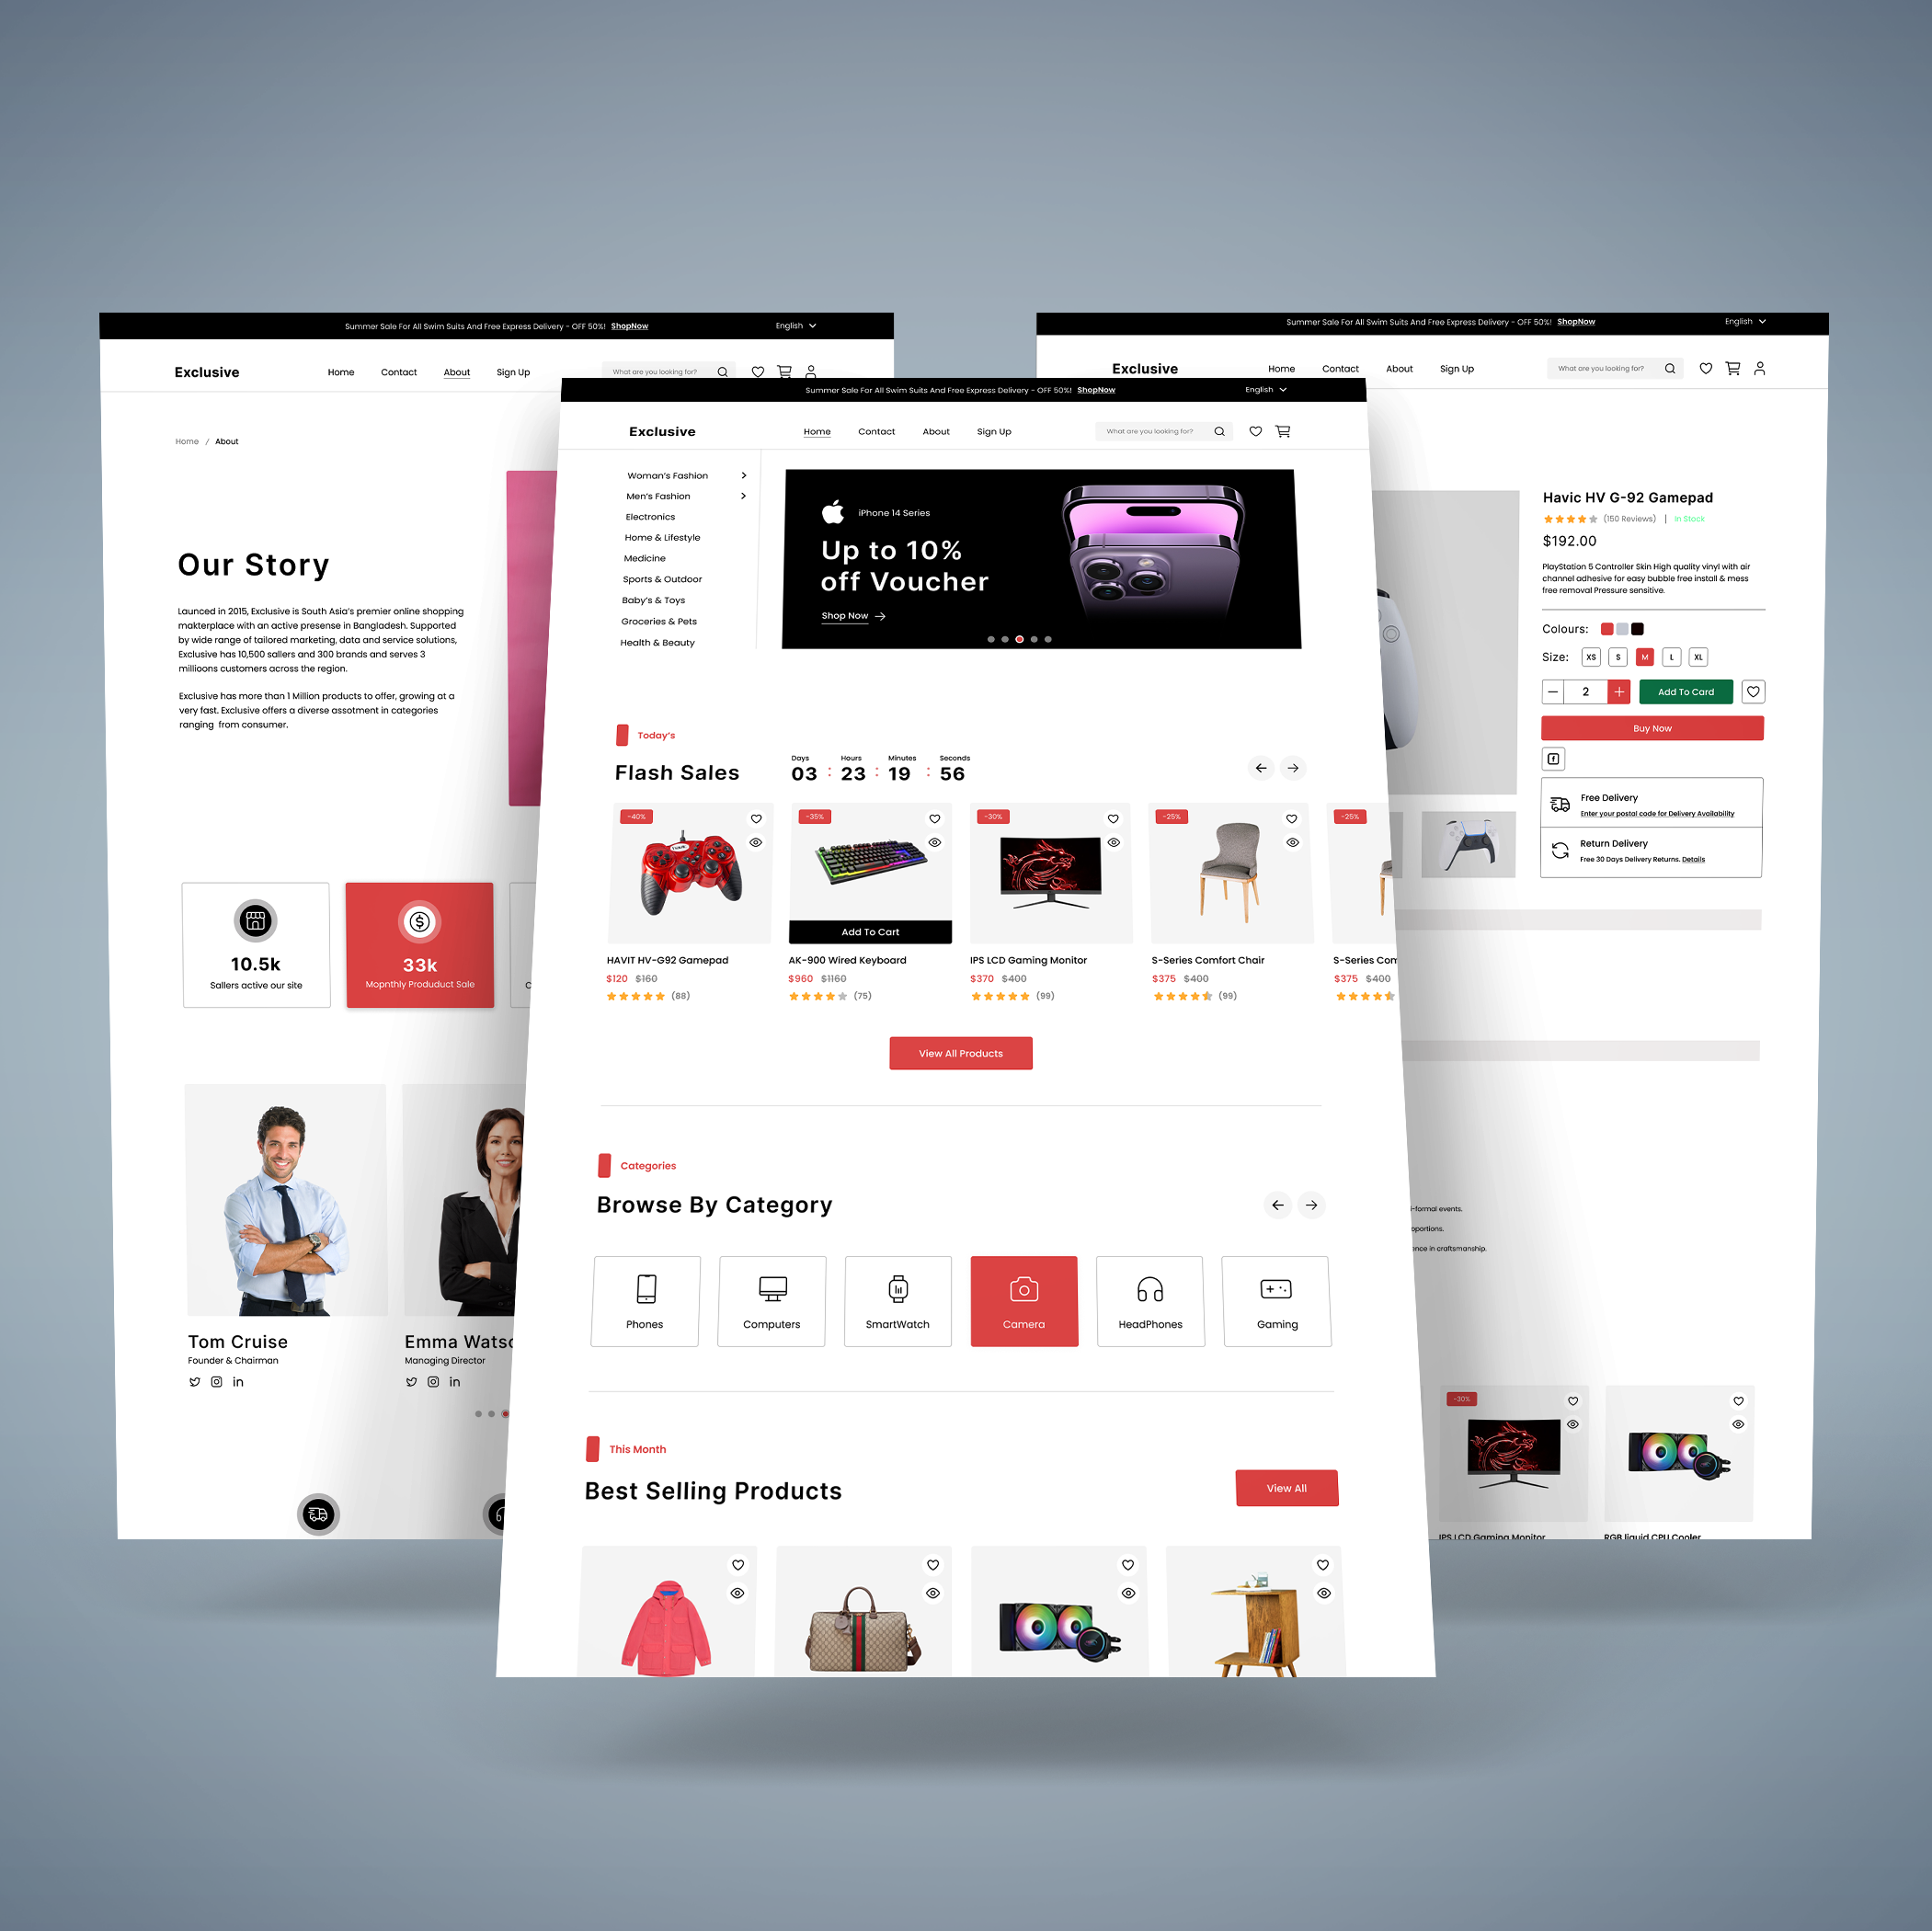 Summer Sale For All Swim Suits And Free Express Delivery - OFF 50%! ShopNow
English
Exclusive
Home
Contact
About
Sign Up
What are you looking for?
Home / About
Our Story
Launced in 2015, Exclusive is South Asia's premier online shopping
makterplace with an active presense in Bangladesh. Supported
by wide range of tailored marketing, data and service solutions,
Exclusive has 10,500 sallers and 300 brands and serves 3
millioons customers across the region.
Exclusive has more than 1 Million products to offer, growing at a
very fast. Exclusive offers a diverse assotment in categories
ranging from consumer.
10.5k
Sallers active our site
33k
Mopnthly Produduct Sale
C
Tom Cruise
Founder & Chairman
in
Emma Watso
Managing Director
in
Summer Sale For All Swim Suits And Free Express Delivery - OFF 50%! ShopNow
English
Exclusive
Home
Contact
About
Sign Up
What are you looking for?
Woman's Fashion
Men's Fashion
Electronics
Home & Lifestyle
Medicine
Sports & Outdoor
Baby's & Toys
Groceries & Pets
Health & Beauty
iPhone 14 Series
Up to 10%
off Voucher
Shop Now
Today's
Flash Sales
Days Hours Minutes Seconds
03 : 23 : 19 : 56
-40%
-35%
-30%
-25%
-25%
Add To Cart
HAVIT HV-G92 Gamepad
$120 $160
(88)
AK-900 Wired Keyboard
$960 $1160
(75)
IPS LCD Gaming Monitor
$370 $400
(99)
S-Series Comfort Chair
$375 $400
(99)
S-Series Com
$375 $400
View All Products
Categories
Browse By Category
Phones
Computers
SmartWatch
Camera
HeadPhones
Gaming
This Month
Best Selling Products
View All
Summer Sale For All Swim Suits And Free Express Delivery - OFF 50%! ShopNow
English
Exclusive
Home
Contact
About
Sign Up
What are you looking for?
Havic HV G-92 Gamepad
(150 Reviews) | In Stock
$192.00
PlayStation 5 Controller Skin High quality vinyl with air
channel adhesive for easy bubble free install & mess
free removal Pressure sensitive.
Colours:
Size: XS S M L XL
2
Add To Card
Buy Now
Free Delivery
Enter your postal code for Delivery Availability
Return Delivery
Free 30 Days Delivery Returns. Details
i-formal events.
oportions.
nce in craftsmanship.
-30%
IPS LCD Gaming Monitor
RGB liquid CPU Cooler